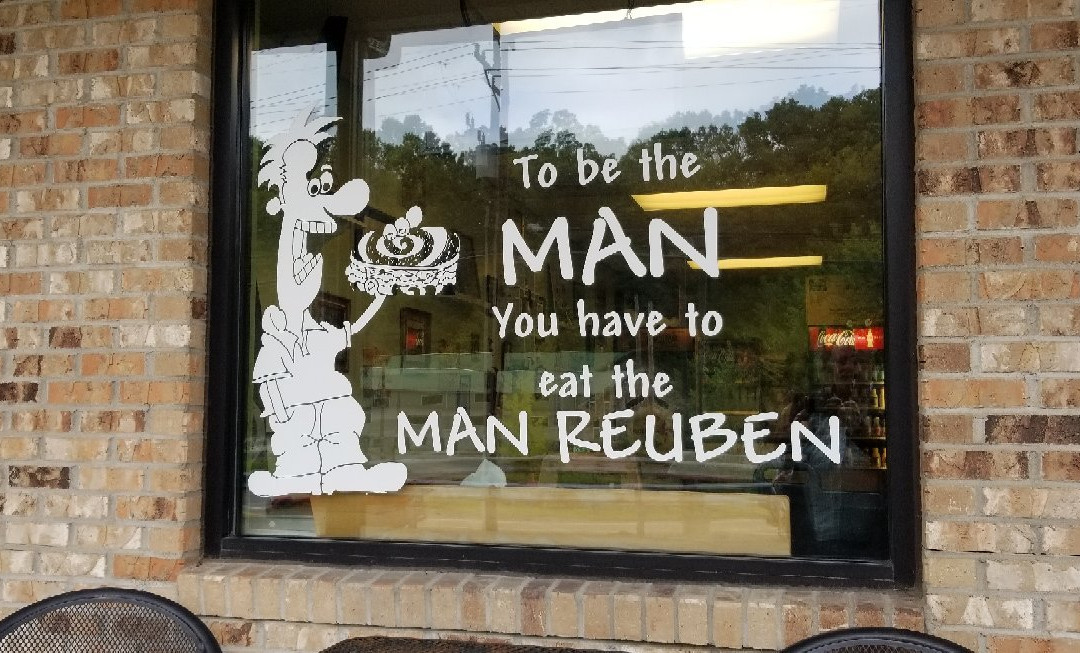 To be the
MAN
You have to
eat the
MAN REUBEN
Coca-Cola